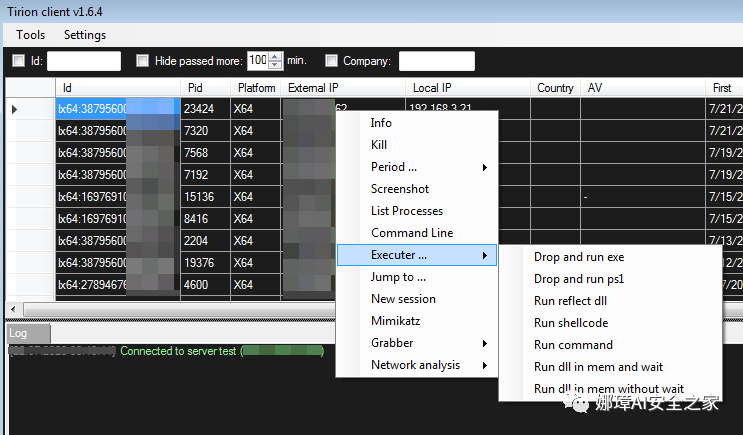 Tirion client v1.6.4
Tools Settings
Id: Hide passed more: 100 min. Company:
Id Pid Platform External IP Local IP Country AV First
lx64:38795600 23424 X64 62 192.168.3.21 7/21/2
lx64:38795600 7320 X64 7/21/2
lx64:38795600 7568 X64 7/19/2
lx64:38795600 7192 X64 7/19/2
lx64:16976910 15136 X64 - 7/15/2
lx64:16976910 8416 X64 7/15/2
lx64:38795600 2204 X64 7/13/2
lx64:38795600 19376 X64 7/12/2
lx64:27894676 4600 X64 7/20/2
Info
Kill
Period ...
Screenshot
List Processes
Command Line
Executer ...
Jump to ...
New session
Mimikatz
Grabber
Network analysis
Drop and run exe
Drop and run ps1
Run reflect dll
Run shellcode
Run command
Run dll in mem and wait
Run dll in mem without wait
Log
Connected to server test (
)
娜璋AI安全之家